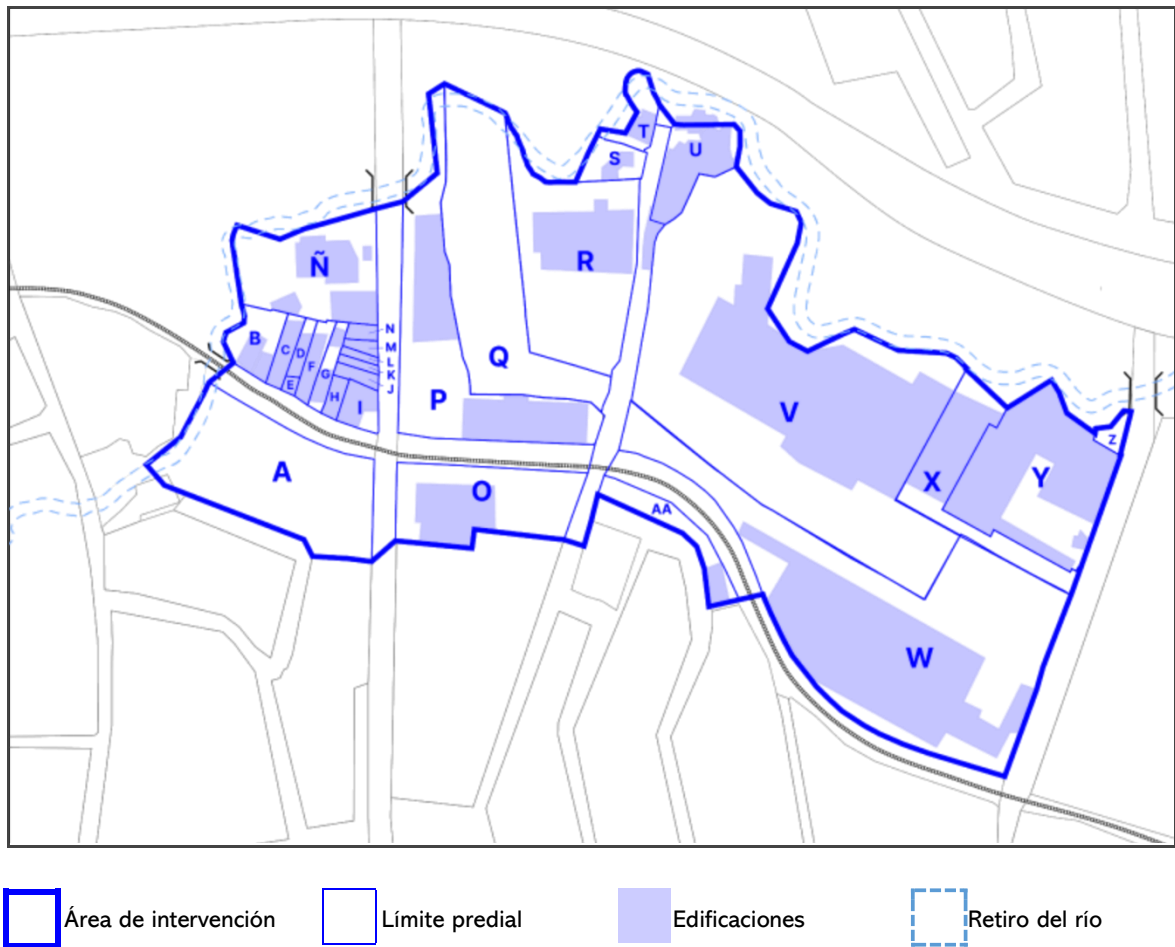 T
S
U
Ñ
R
N
B
M
C
D
L
Q
F
K
G
E
J
H
P
I
V
A
X
Y
Z
O
AA
W
Área de intervención
Límite predial
Edificaciones
Retiro del río